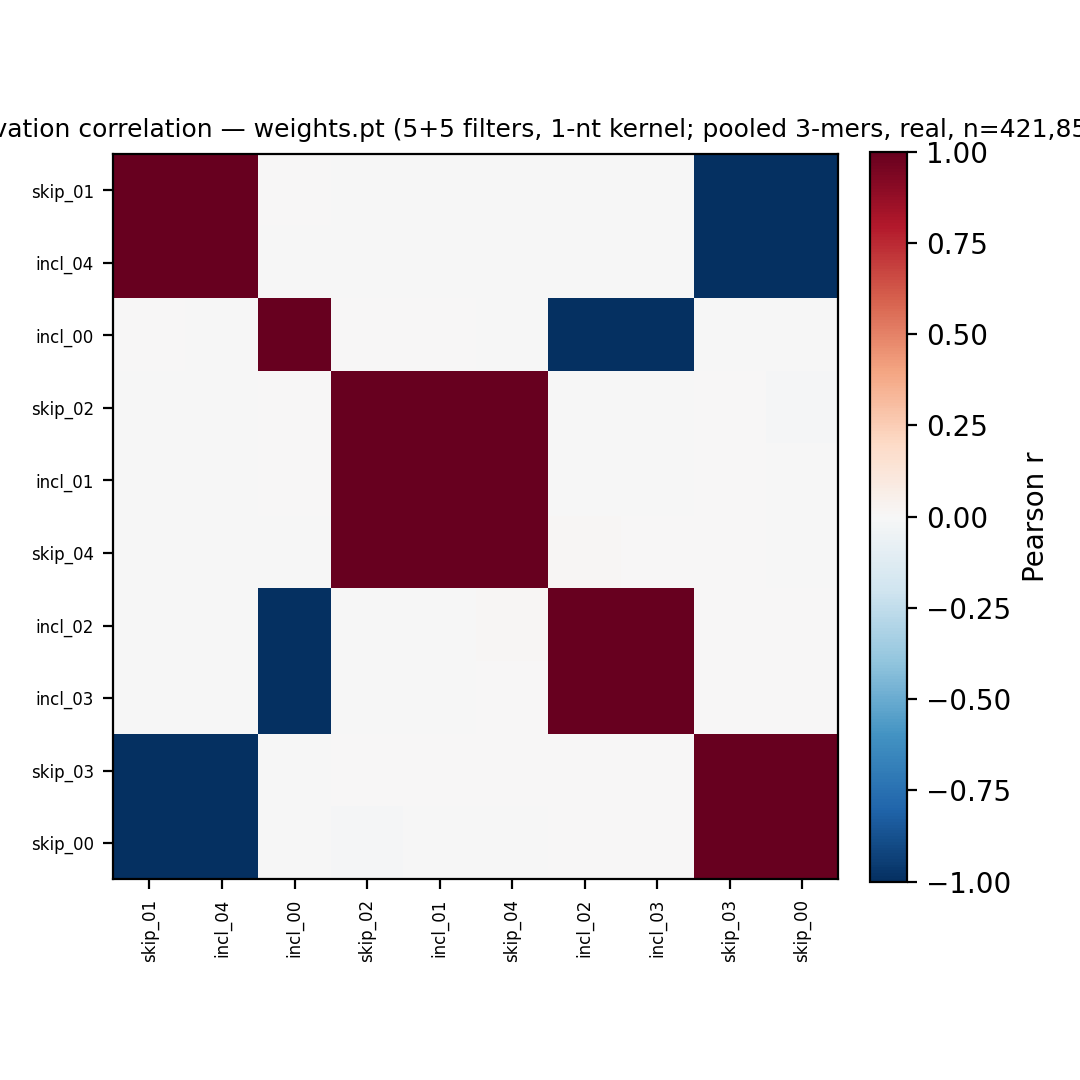 vation correlation — weights.pt (5+5 filters, 1-nt kernel; pooled 3-mers, real, n=421,85
skip_01
incl_04
incl_00
skip_02
incl_01
skip_04
incl_02
incl_03
skip_03
skip_00
skip_01
incl_04
incl_00
skip_02
incl_01
skip_04
incl_02
incl_03
skip_03
skip_00
1.00
0.75
0.50
0.25
0.00
−0.25
−0.50
−0.75
−1.00
Pearson r